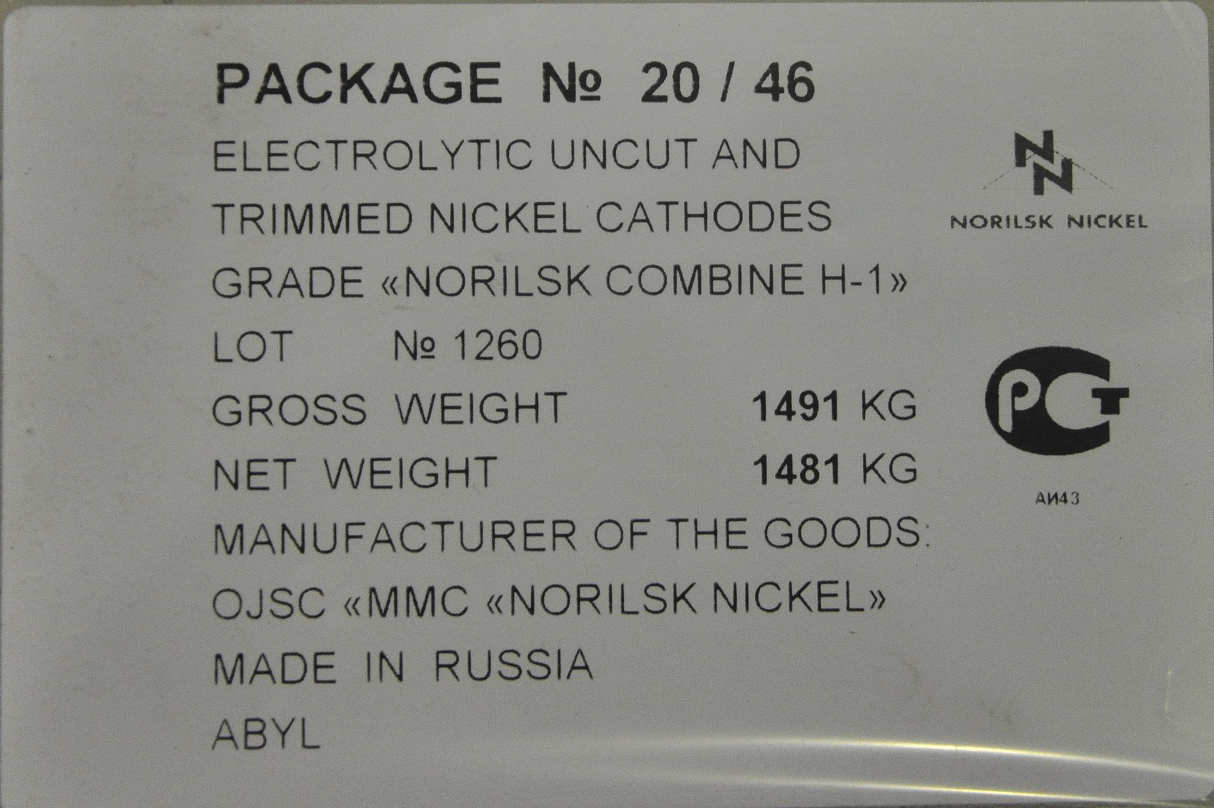 PACKAGE № 20 / 46
ELECTROLYTIC UNCUT AND
TRIMMED NICKEL CATHODES
GRADE «NORILSK COMBINE H-1»
LOT № 1260
GROSS WEIGHT 1491 KG
NET WEIGHT 1481 KG
MANUFACTURER OF THE GOODS:
OJSC «MMC «NORILSK NICKEL»
MADE IN RUSSIA
ABYL
NN
NORILSK NICKEL
РСТ
АИ43